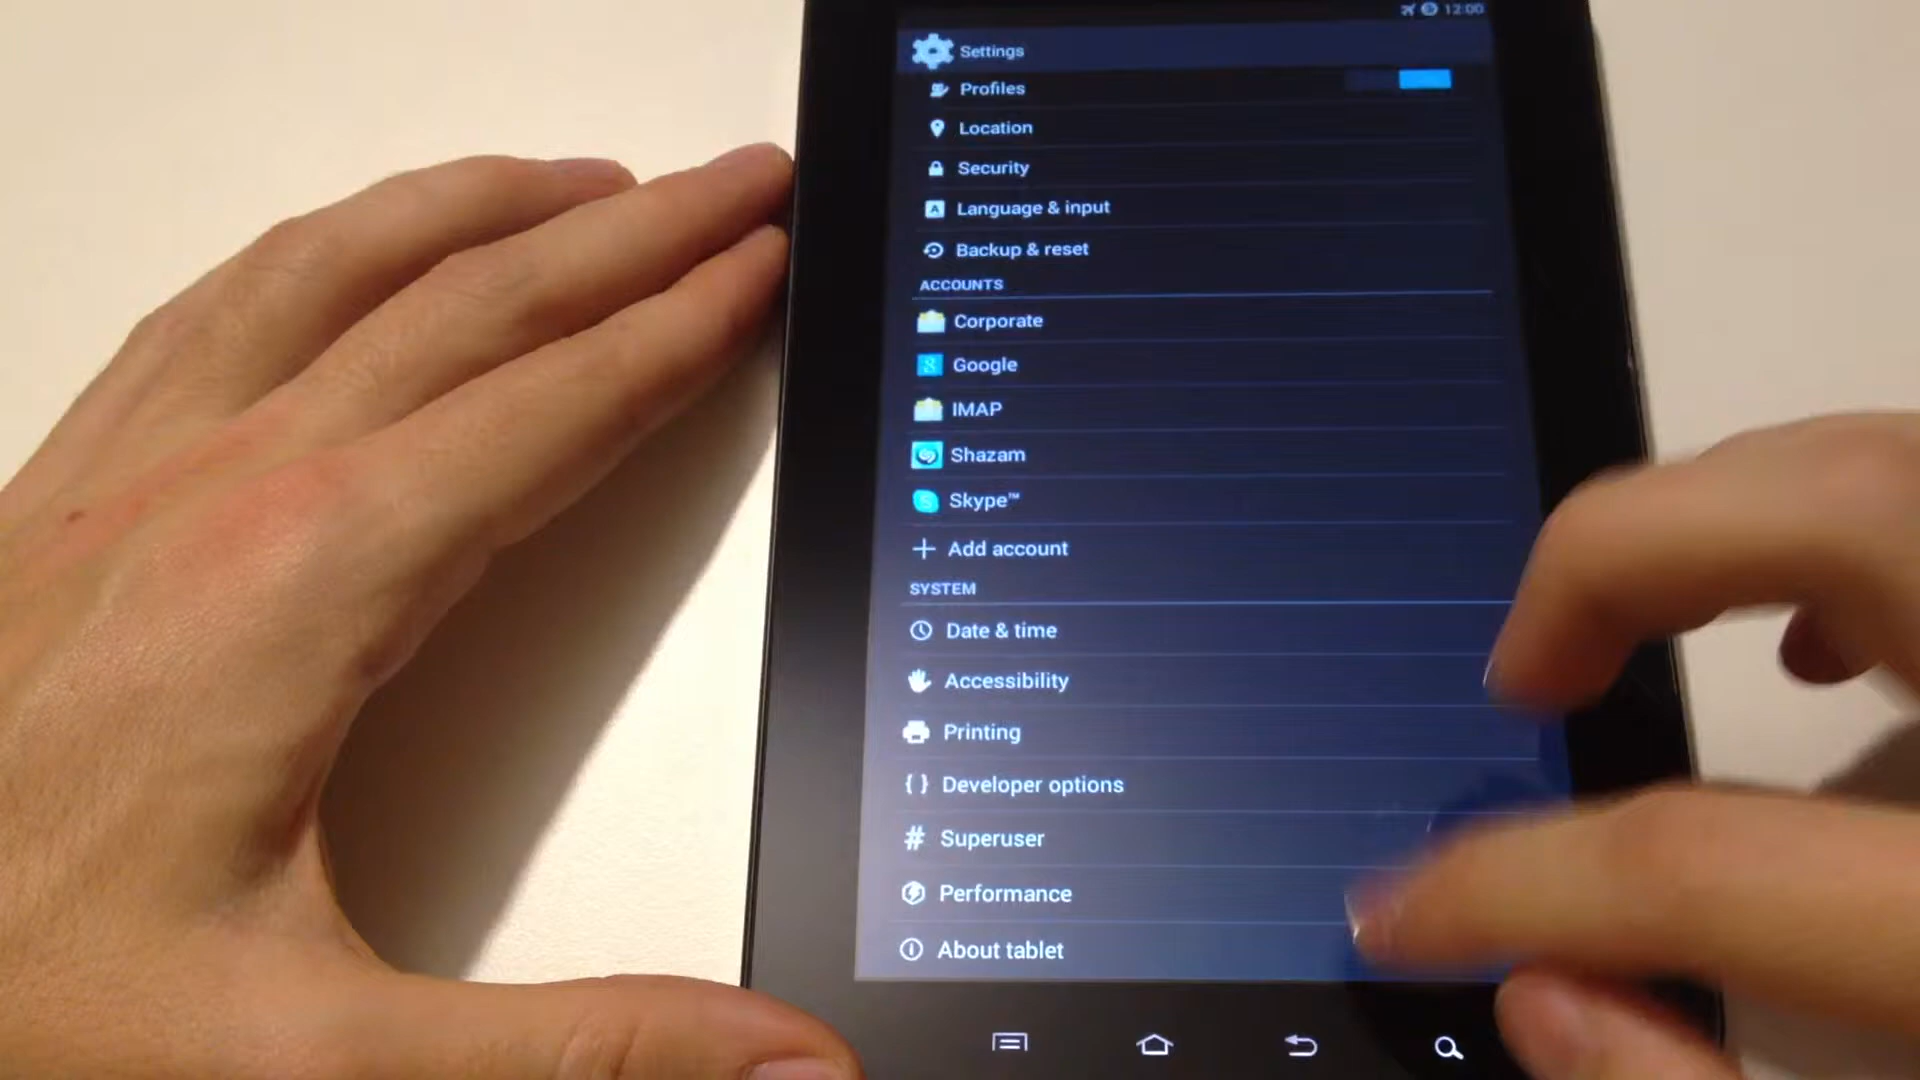 12:00
Settings
Profiles
Location
Security
Language & input
Backup & reset
ACCOUNTS
Corporate
Google
IMAP
Shazam
Skype™
Add account
SYSTEM
Date & time
Accessibility
Printing
Developer options
Superuser
Performance
About tablet